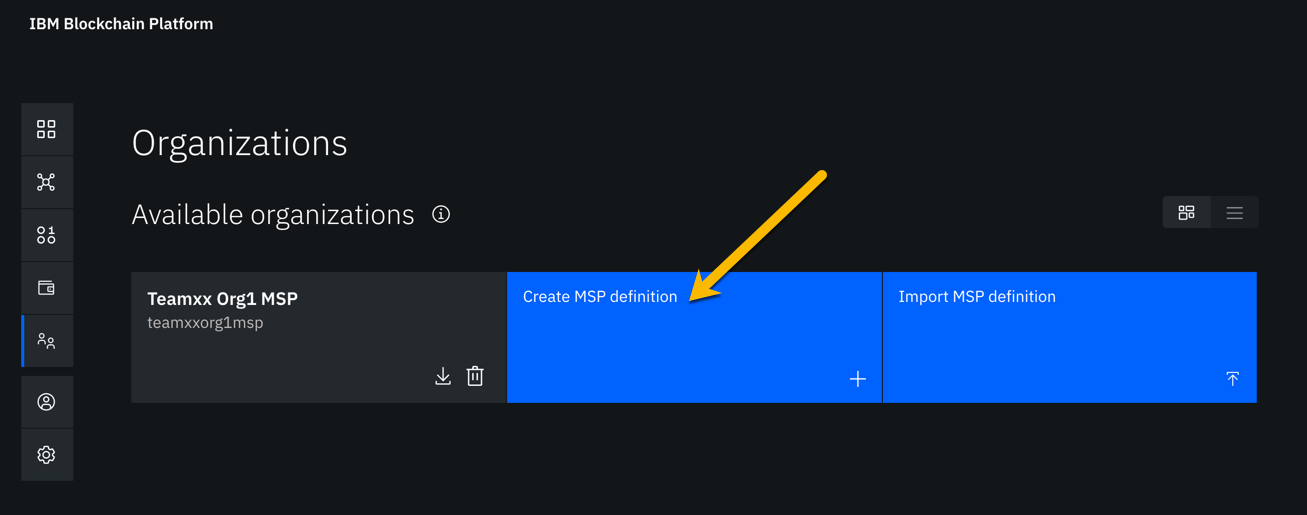 IBM Blockchain Platform
Organizations
Available organizations
Teamxx Org1 MSP
teamxxorg1msp
Create MSP definition
Import MSP definition